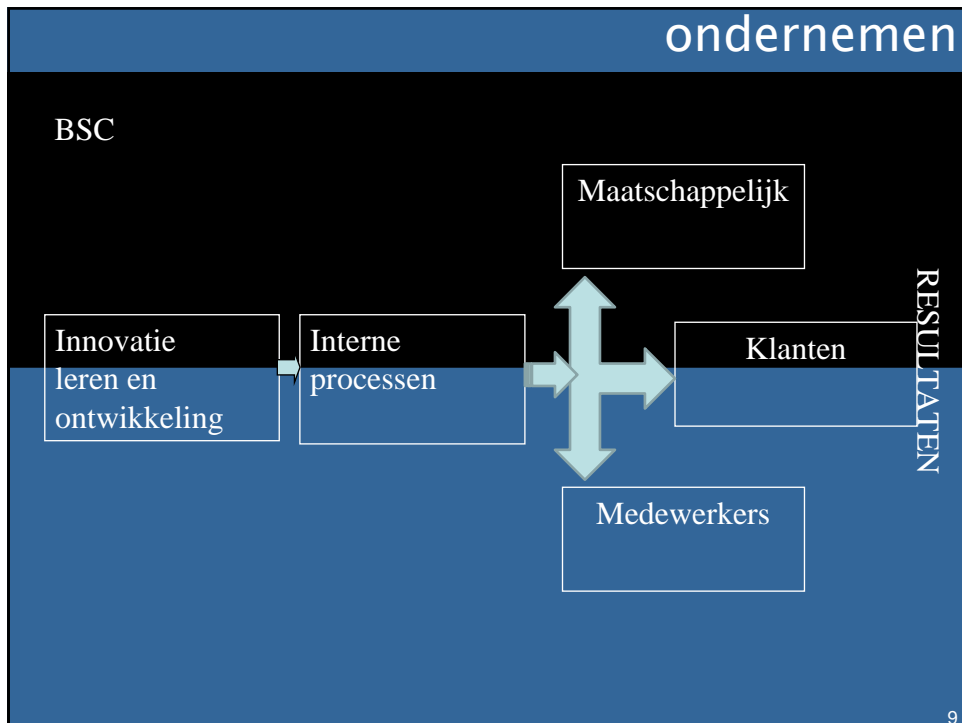 ondernemen
BSC
Maatschappelijk
Innovatie
leren en
ontwikkeling
Interne
processen
Klanten
RESULTATEN
Medewerkers
9